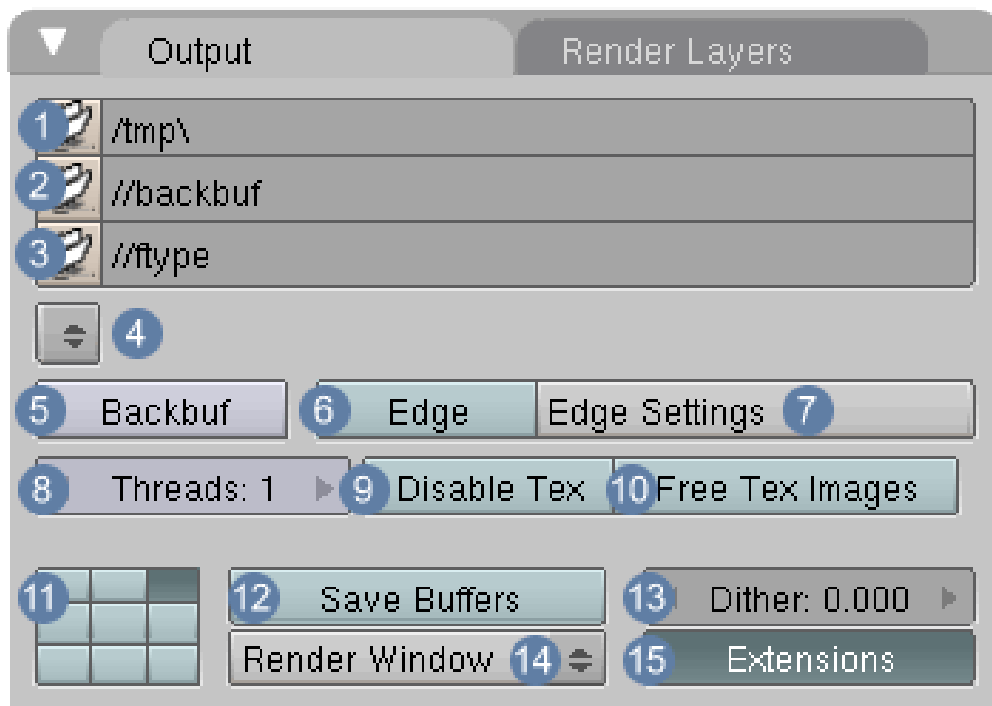 Output Render Layers
1 /tmp\
2 //backbuf
3 //ftype
4
5 Backbuf 6 Edge Edge Settings 7
8 Threads: 1 9 Disable Tex 10 Free Tex Images
11 12 Save Buffers 13 Dither: 0.000
Render Window 14 15 Extensions